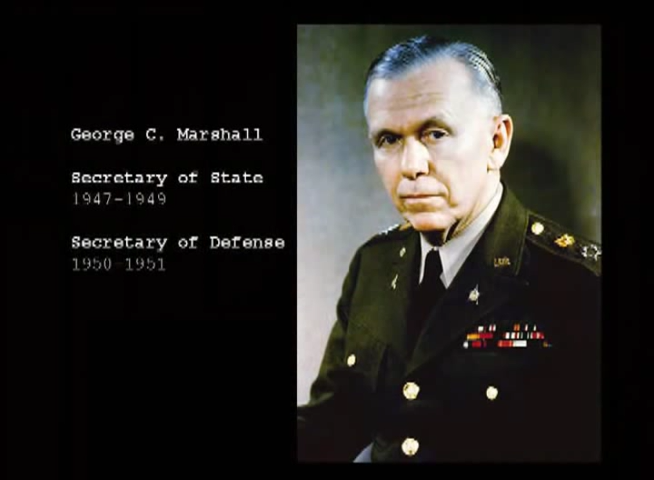 George C. Marshall
Secretary of State
1947-1949
Secretary of Defense
1950-1951